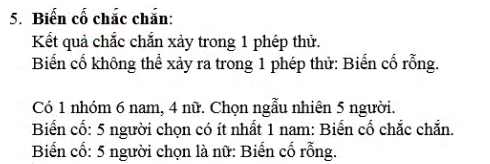 5. Biến cố chắc chắn:
Kết quả chắc chắn xảy trong 1 phép thử.
Biến cố không thể xảy ra trong 1 phép thử: Biến cố rỗng.
Có 1 nhóm 6 nam, 4 nữ. Chọn ngẫu nhiên 5 người.
Biến cố: 5 người chọn có ít nhất 1 nam: Biến cố chắc chắn.
Biến cố: 5 người chọn là nữ: Biến cố rỗng.